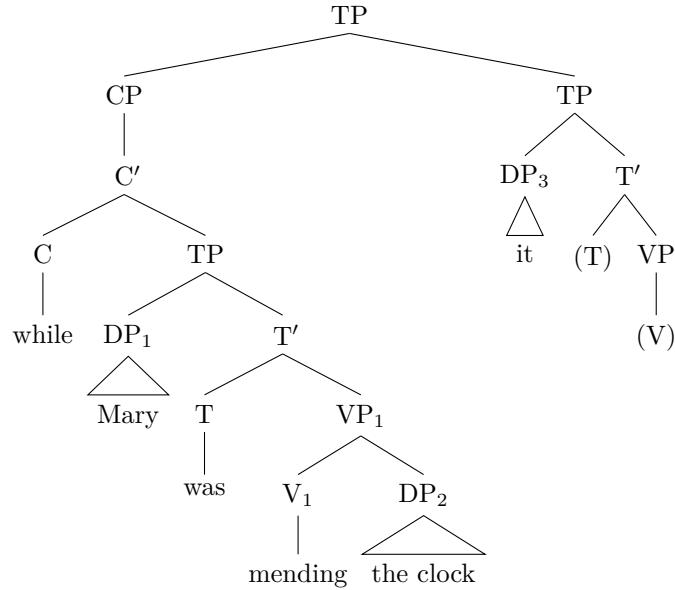 TP
CP TP
C′ DP₃ T′
C TP it (T) VP
while DP₁ T′ (V)
Mary T VP₁
was V₁ DP₂
mending the clock